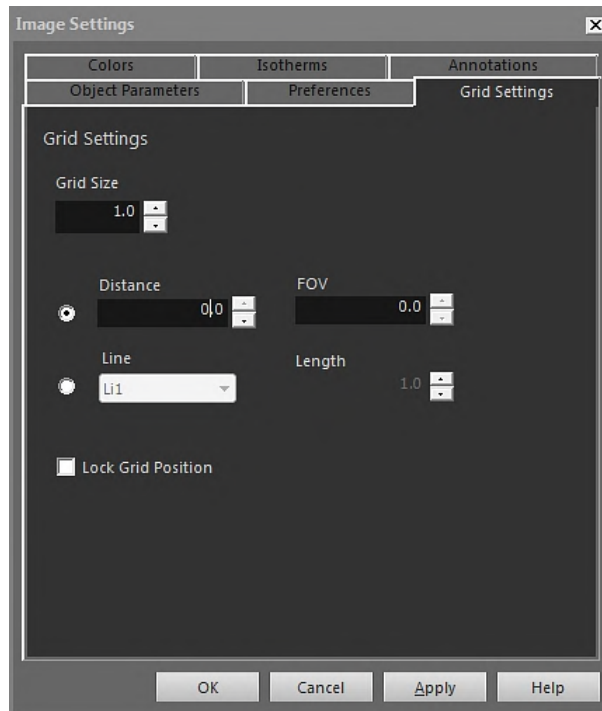 Image Settings
Colors Isotherms Annotations
Object Parameters Preferences Grid Settings
Grid Settings
Grid Size
1.0
Distance FOV
0.0 0.0
Line Length
Li1 1.0
Lock Grid Position
OK Cancel Apply Help